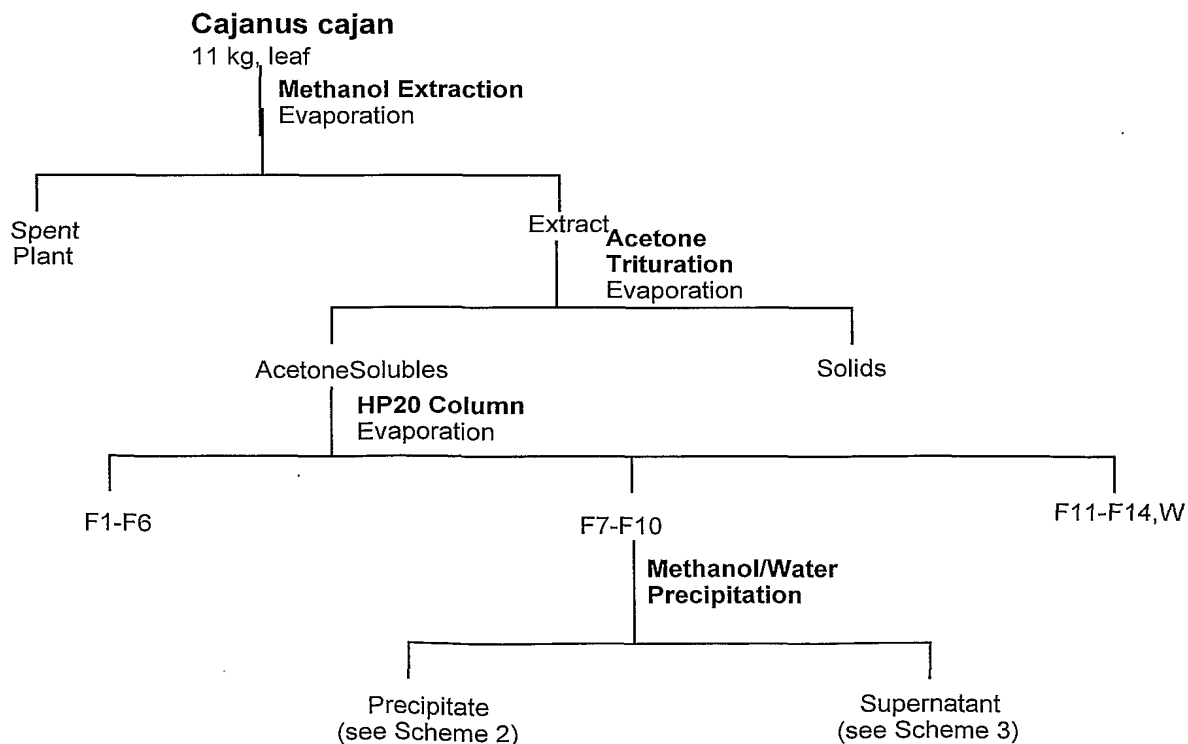 Cajanus cajan
11 kg, leaf
Methanol Extraction
Evaporation
Spent
Plant
Extract
Acetone
Trituration
Evaporation
AcetoneSolubles
Solids
HP20 Column
Evaporation
F1-F6
F7-F10
F11-F14,W
Methanol/Water
Precipitation
Precipitate
(see Scheme 2)
Supernatant
(see Scheme 3)